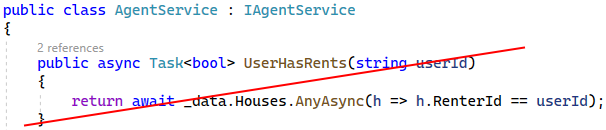 public class AgentService : IAgentService
{
2 references
public async Task<bool> UserHasRents(string userId)
{
return await _data.Houses.AnyAsync(h => h.RenterId == userId);
}